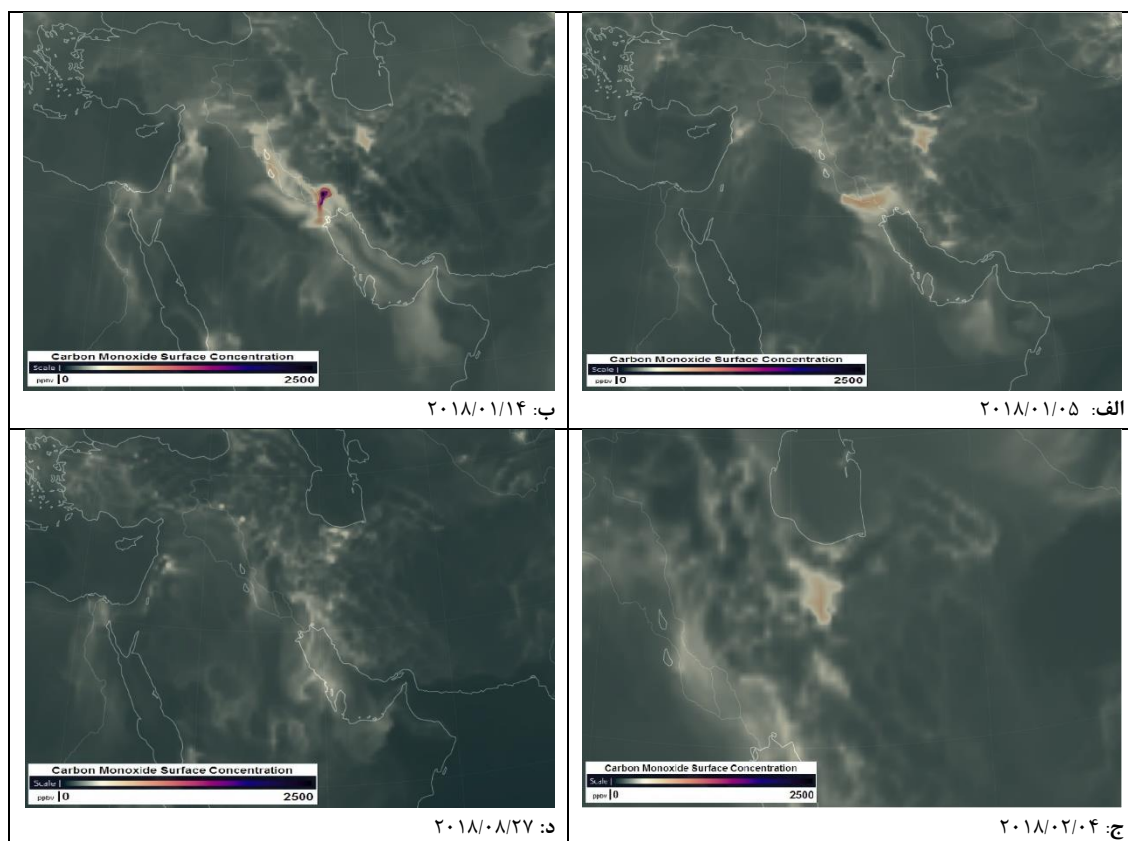 Carbon Monoxide Surface Concentration
Scale
ppbv 0 2500
الف: ۲۰۱۸/۰۱/۰۵
Carbon Monoxide Surface Concentration
Scale
ppbv 0 2500
ب: ۲۰۱۸/۰۱/۱۴
Carbon Monoxide Surface Concentration
Scale
ppbv 0 2500
ج: ۲۰۱۸/۰۲/۰۴
Carbon Monoxide Surface Concentration
Scale
ppbv 0 2500
د: ۲۰۱۸/۰۸/۲۷